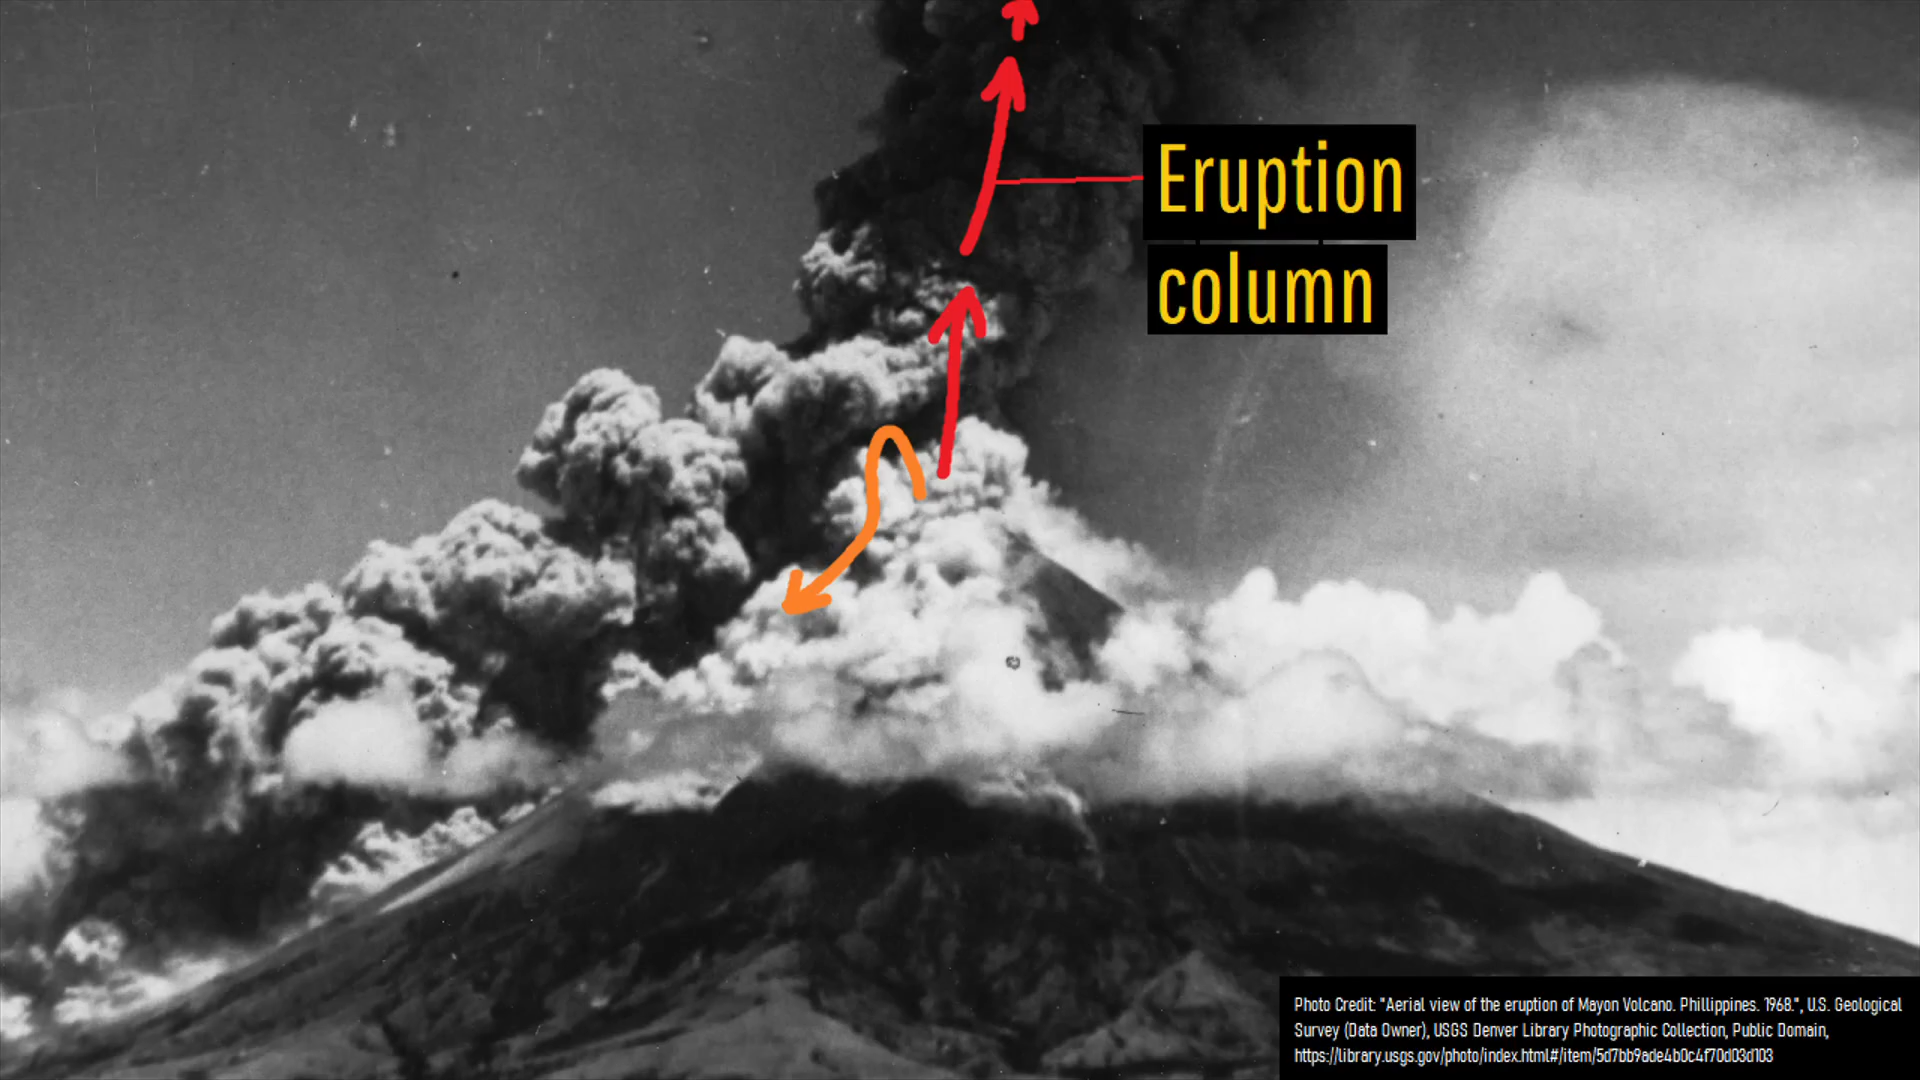 Eruption
column
Photo Credit: "Aerial view of the eruption of Mayon Volcano. Phillippines. 1968.", U.S. Geological
Survey (Data Owner), USGS Denver Library Photographic Collection, Public Domain,
https://library.usgs.gov/photo/index.html#/item/5d7bb9ade4b0c4f70d03d103